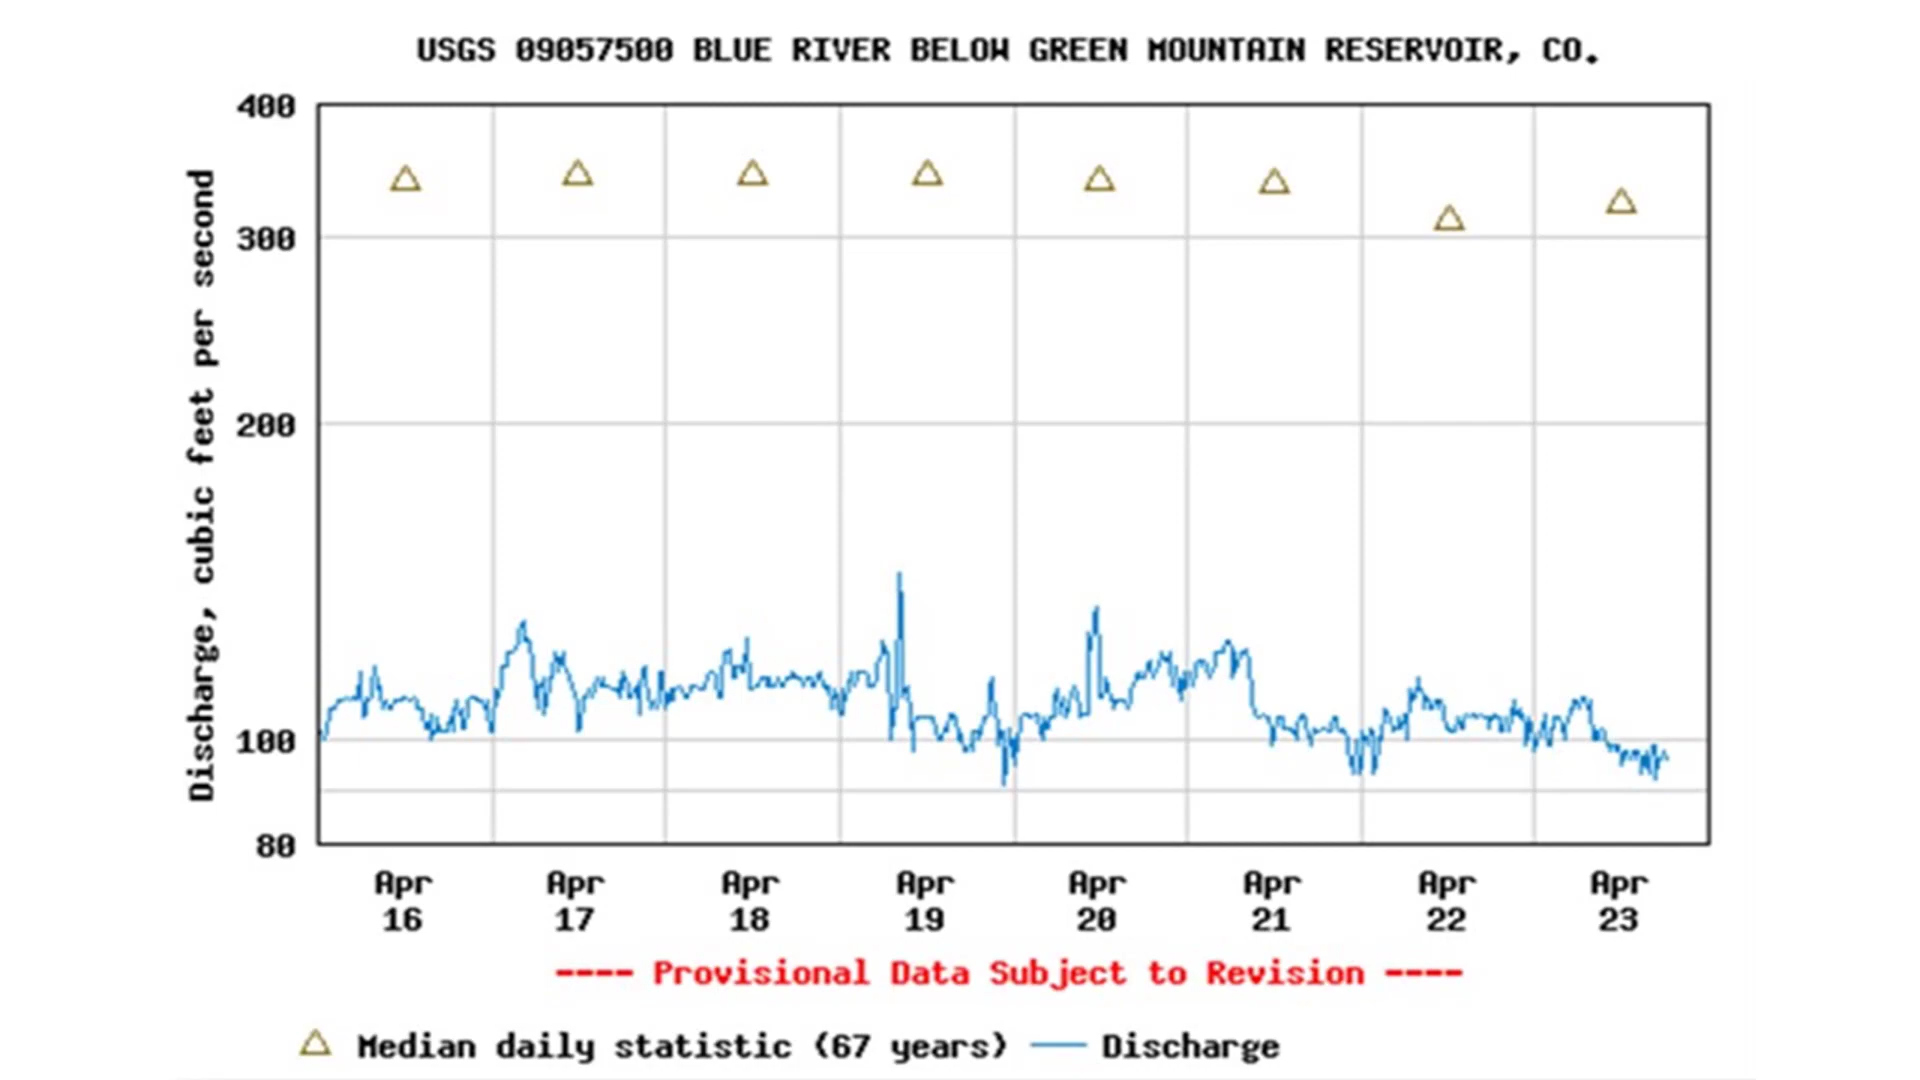 USGS 09057500 BLUE RIVER BELOW GREEN MOUNTAIN RESERVOIR, CO.
Discharge, cubic feet per second
400
300
200
100
80
Apr 16
Apr 17
Apr 18
Apr 19
Apr 20
Apr 21
Apr 22
Apr 23
---- Provisional Data Subject to Revision ----
Median daily statistic (67 years)
Discharge